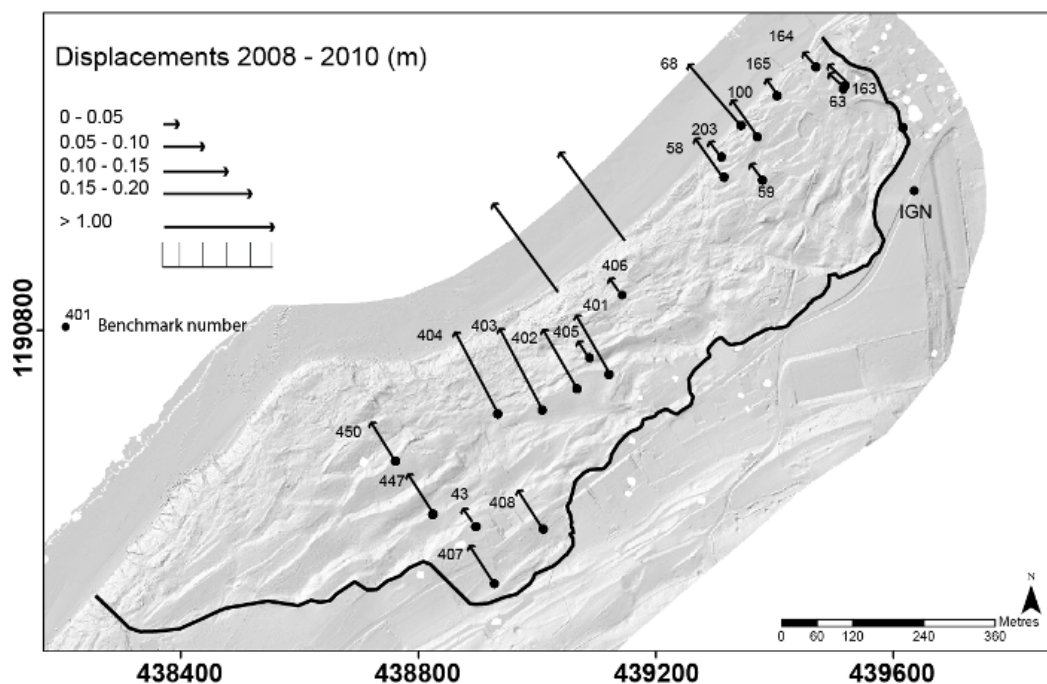 Displacements 2008 - 2010 (m)
0 - 0.05
0.05 - 0.10
0.10 - 0.15
0.15 - 0.20
> 1.00
401 Benchmark number
164
68
165
163
100
63
203
58
59
IGN
406
401
404
403
402
405
450
447
43
408
407
1190800
N
Metres
0 60 120 240 360
438400 438800 439200 439600